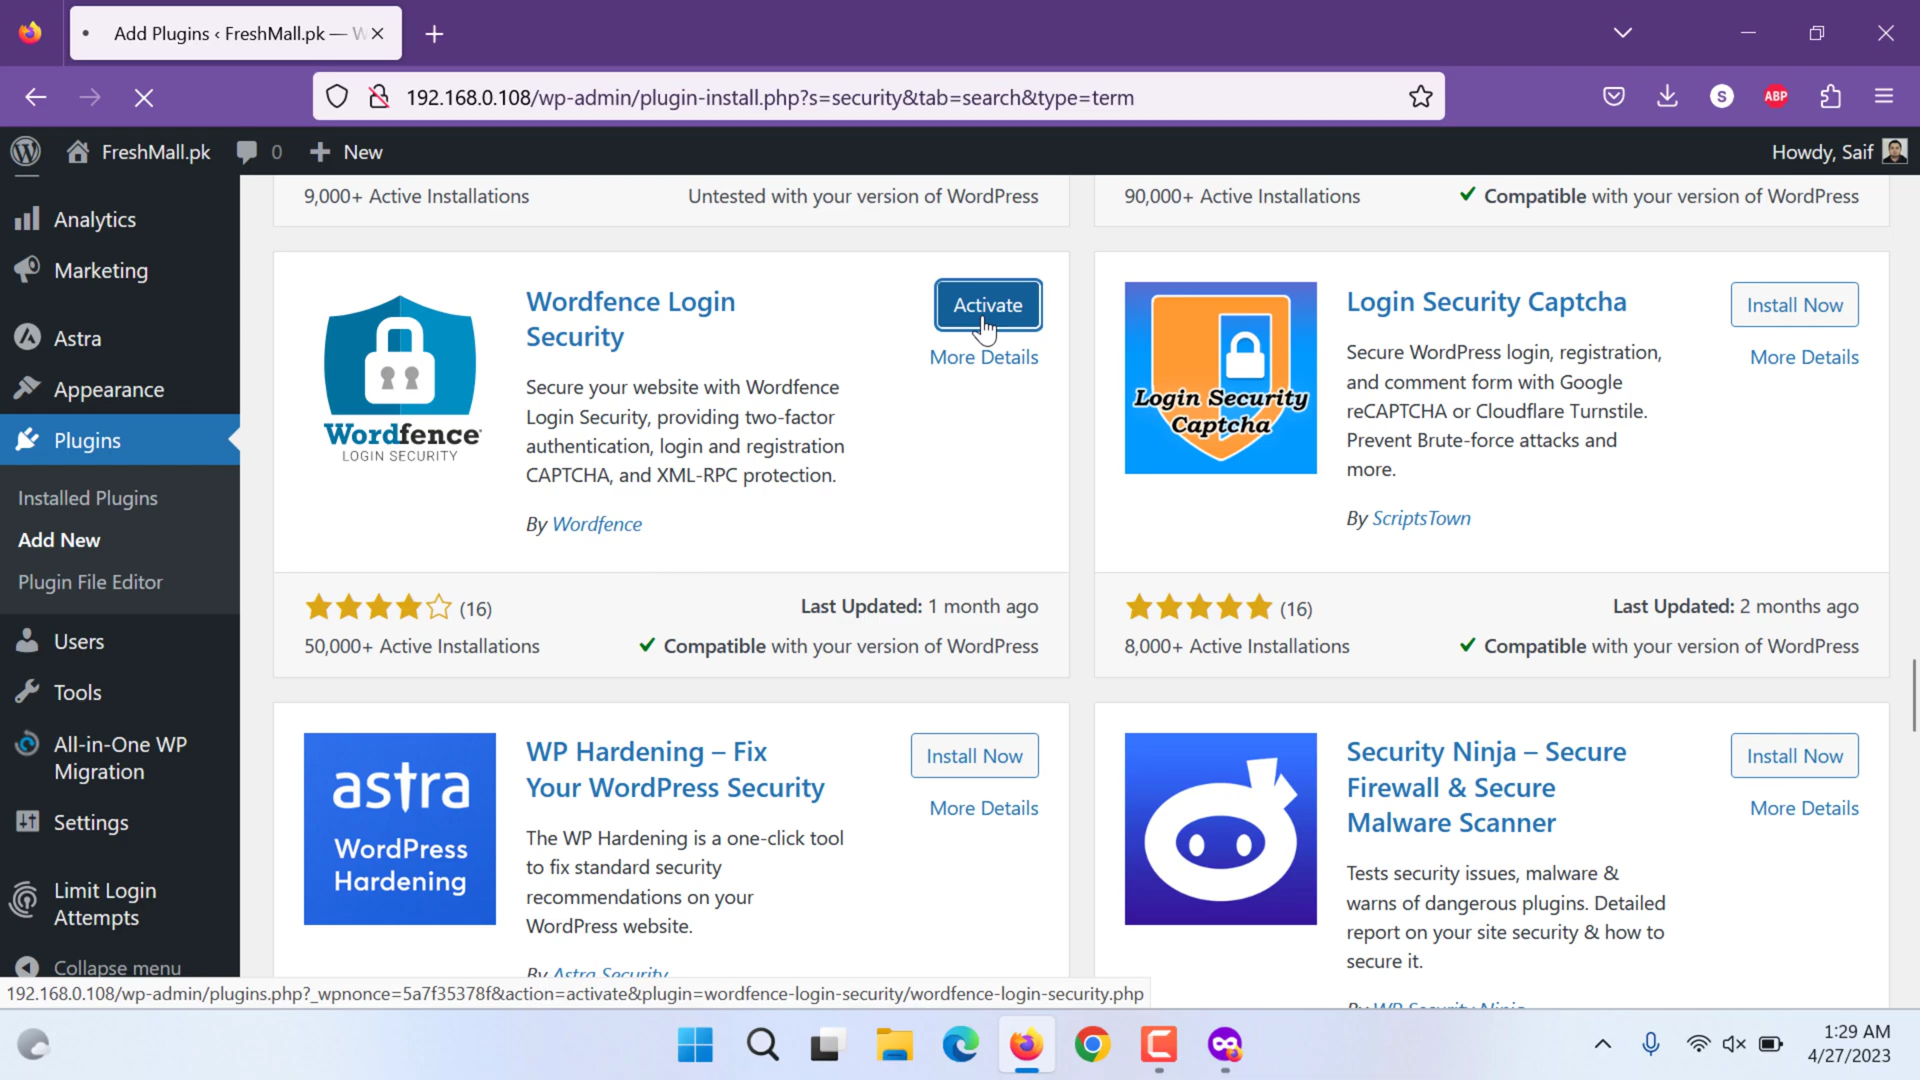 Add Plugins ‹ FreshMall.pk — W
192.168.0.108/wp-admin/plugin-install.php?s=security&tab=search&type=term
S
ABP
FreshMall.pk
0
New
Howdy, Saif
Analytics
Marketing
Astra
Appearance
Plugins
Installed Plugins
Add New
Plugin File Editor
Users
Tools
All-in-One WP
Migration
Settings
Limit Login
Attempts
Collapse menu
9,000+ Active Installations
Untested with your version of WordPress
90,000+ Active Installations
Compatible with your version of WordPress
Wordfence
LOGIN SECURITY
Wordfence Login
Security
Activate
More Details
Secure your website with Wordfence
Login Security, providing two-factor
authentication, login and registration
CAPTCHA, and XML-RPC protection.
By Wordfence
(16)
Last Updated: 1 month ago
50,000+ Active Installations
Compatible with your version of WordPress
Login Security
Captcha
Login Security Captcha
Install Now
More Details
Secure WordPress login, registration,
and comment form with Google
reCAPTCHA or Cloudflare Turnstile.
Prevent Brute-force attacks and
more.
By ScriptsTown
(16)
Last Updated: 2 months ago
8,000+ Active Installations
Compatible with your version of WordPress
astra
WordPress
Hardening
WP Hardening – Fix
Your WordPress Security
Install Now
More Details
The WP Hardening is a one-click tool
to fix standard security
recommendations on your
WordPress website.
By Astra Security
Security Ninja – Secure
Firewall & Secure
Malware Scanner
Install Now
More Details
Tests security issues, malware &
warns of dangerous plugins. Detailed
report on your site security & how to
secure it.
By WP Security Ninja
192.168.0.108/wp-admin/plugins.php?_wpnonce=5a7f35378f&action=activate&plugin=wordfence-login-security/wordfence-login-security.php
1:29 AM
4/27/2023